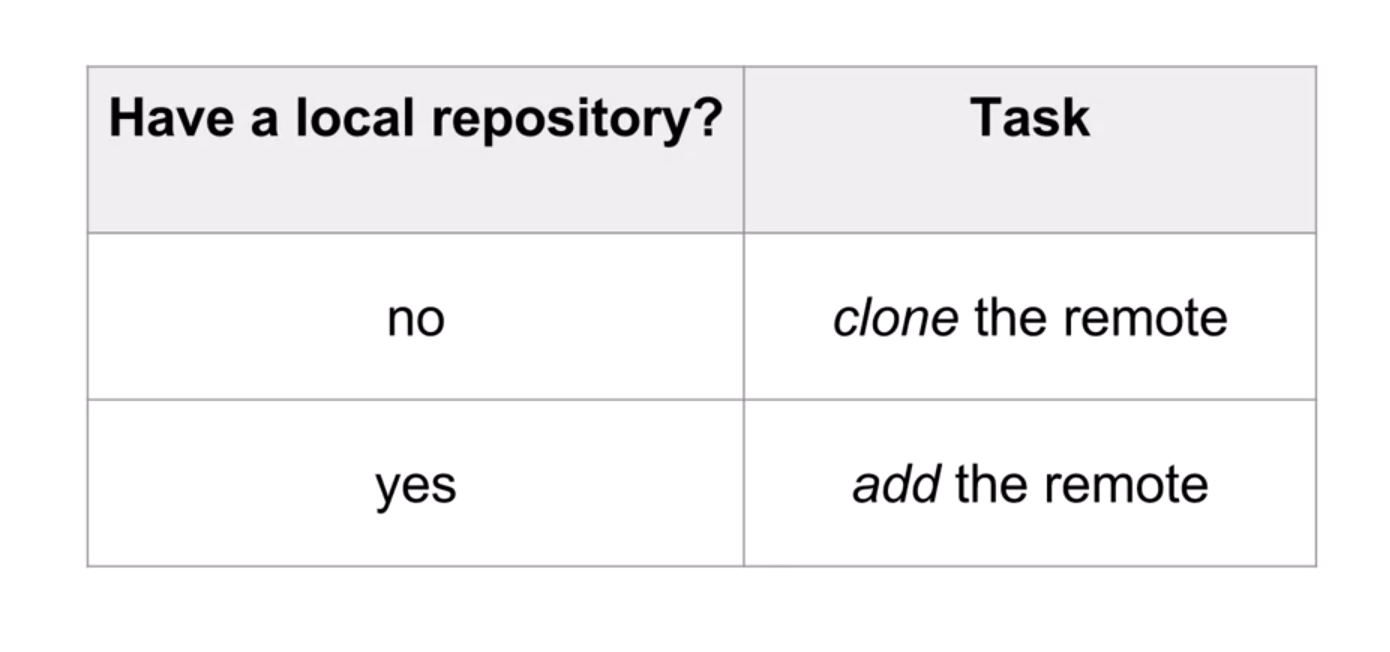 Have a local repository? Task
no clone the remote
yes add the remote